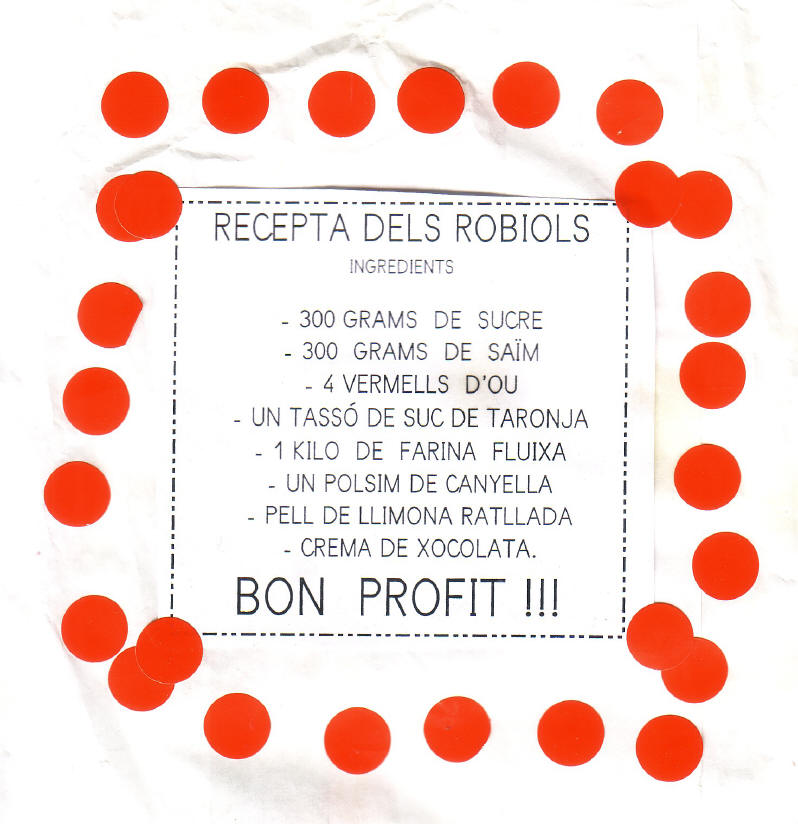 RECEPTA DELS ROBIOLS
INGREDIENTS
- 300 GRAMS DE SUCRE
- 300 GRAMS DE SAÏM
- 4 VERMELLS D'OU
- UN TASSÓ DE SUC DE TARONJA
- 1 KILO DE FARINA FLUIXA
- UN POLSIM DE CANYELLA
- PELL DE LLIMONA RATLLADA
- CREMA DE XOCOLATA.
BON PROFIT !!!